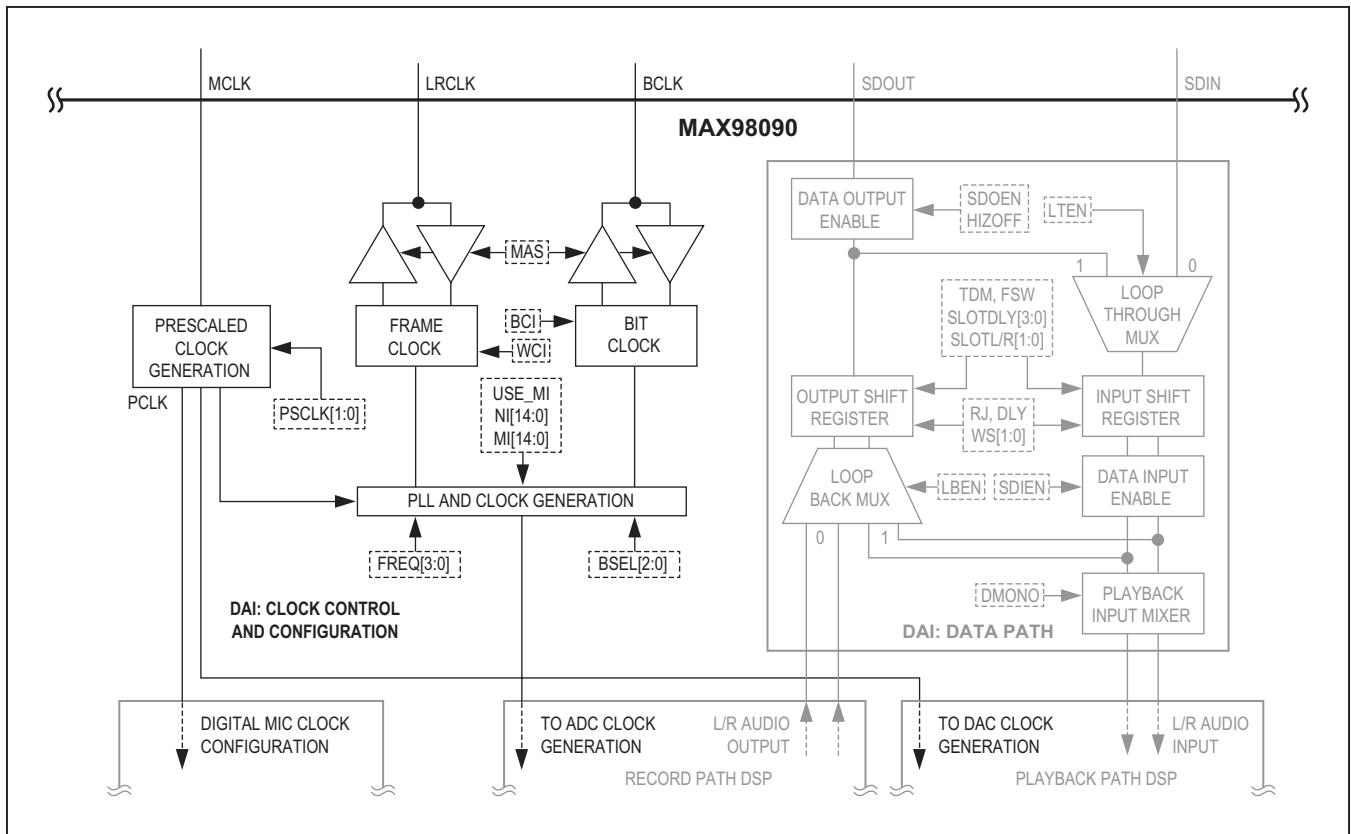 MCLK
LRCLK
BCLK
SDOUT
SDIN
MAX98090
DATA OUTPUT
ENABLE
SDOEN
HIZOFF
LTEN
MAS
1
0
LOOP
THROUGH
MUX
TDM, FSW
SLOTDLY[3:0]
SLOTL/R[1:0]
PRESCALED
CLOCK
GENERATION
FRAME
CLOCK
BCI
WCI
BIT
CLOCK
PCLK
PSCLK[1:0]
USE_MI
NI[14:0]
MI[14:0]
OUTPUT SHIFT
REGISTER
RJ, DLY
WS[1:0]
INPUT SHIFT
REGISTER
LOOP
BACK MUX
LBEN
SDIEN
DATA INPUT
ENABLE
PLL AND CLOCK GENERATION
0
1
FREQ[3:0]
BSEL[2:0]
DMONO
PLAYBACK
INPUT MIXER
DAI: CLOCK CONTROL
AND CONFIGURATION
DAI: DATA PATH
DIGITAL MIC CLOCK
CONFIGURATION
TO ADC CLOCK
GENERATION
L/R AUDIO
OUTPUT
RECORD PATH DSP
TO DAC CLOCK
GENERATION
L/R AUDIO
INPUT
PLAYBACK PATH DSP